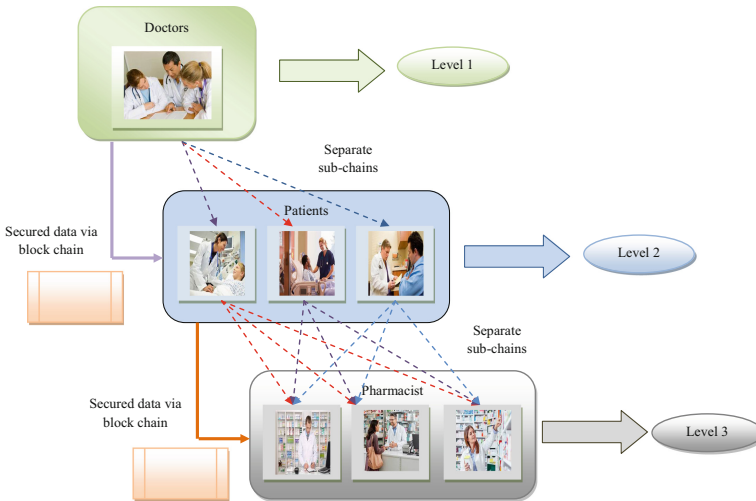 Doctors
Level 1
Separate
sub-chains
Patients
Secured data via
block chain
Level 2
Separate
sub-chains
Pharmacist
Secured data via
block chain
Level 3